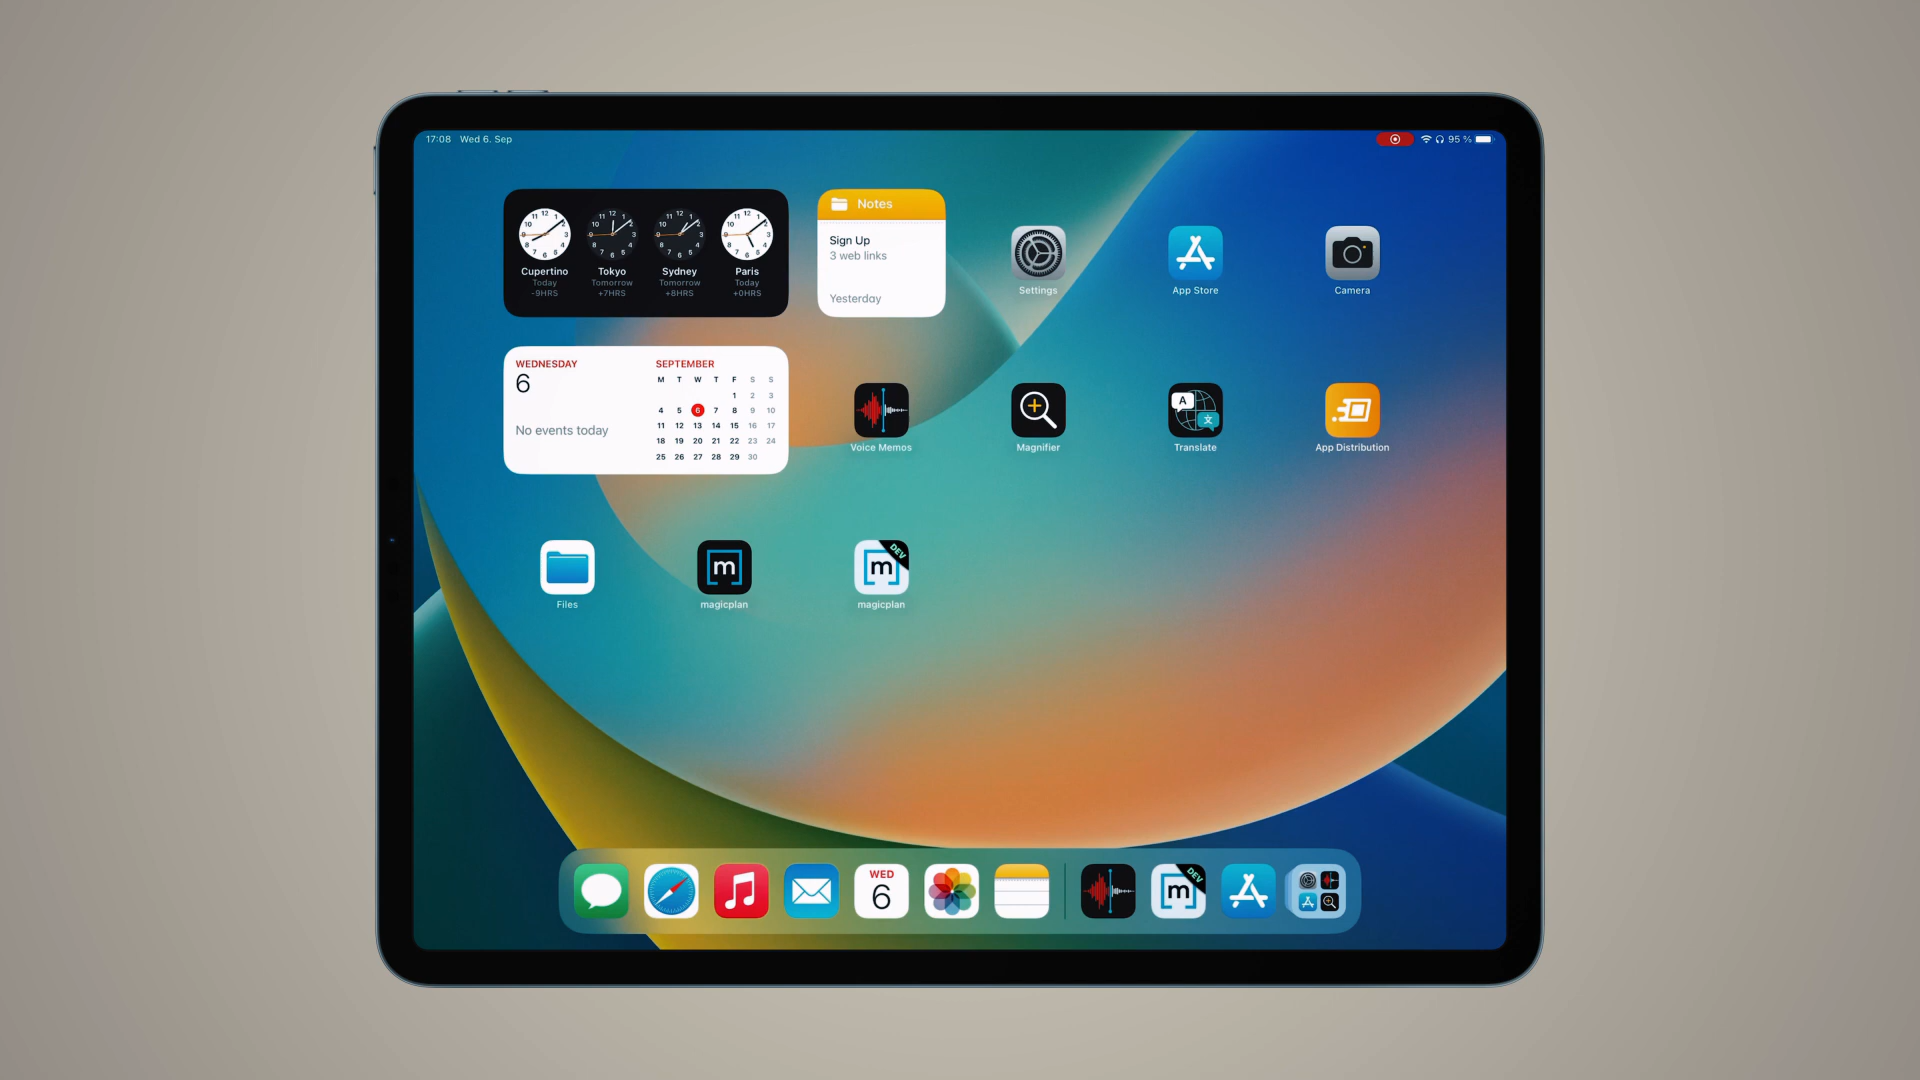 17:08 Wed 6. Sep
95 %
Cupertino
Today
-9HRS
Tokyo
Tomorrow
+7HRS
Sydney
Tomorrow
+8HRS
Paris
Today
+0HRS
Notes
Sign Up
3 web links
Yesterday
Settings
App Store
Camera
WEDNESDAY
6
No events today
SEPTEMBER
M T W T F S S
1 2 3
4 5 6 7 8 9 10
11 12 13 14 15 16 17
18 19 20 21 22 23 24
25 26 27 28 29 30
Voice Memos
Magnifier
A
文
Translate
App Distribution
Files
m
magicplan
m
DEV
magicplan
WED
6
m
DEV